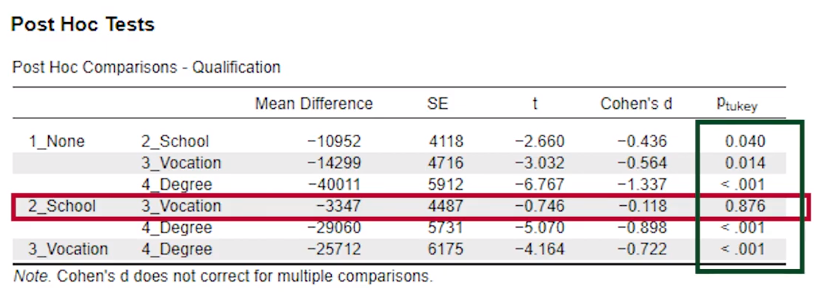 Post Hoc Tests
Post Hoc Comparisons - Qualification
Mean Difference SE t Cohen's d ptukey
1_None 2_School −10952 4118 −2.660 −0.436 0.040
3_Vocation −14299 4716 −3.032 −0.564 0.014
4_Degree −40011 5912 −6.767 −1.337 < .001
2_School 3_Vocation −3347 4487 −0.746 −0.118 0.876
4_Degree −29060 5731 −5.070 −0.898 < .001
3_Vocation 4_Degree −25712 6175 −4.164 −0.722 < .001
Note. Cohen's d does not correct for multiple comparisons.